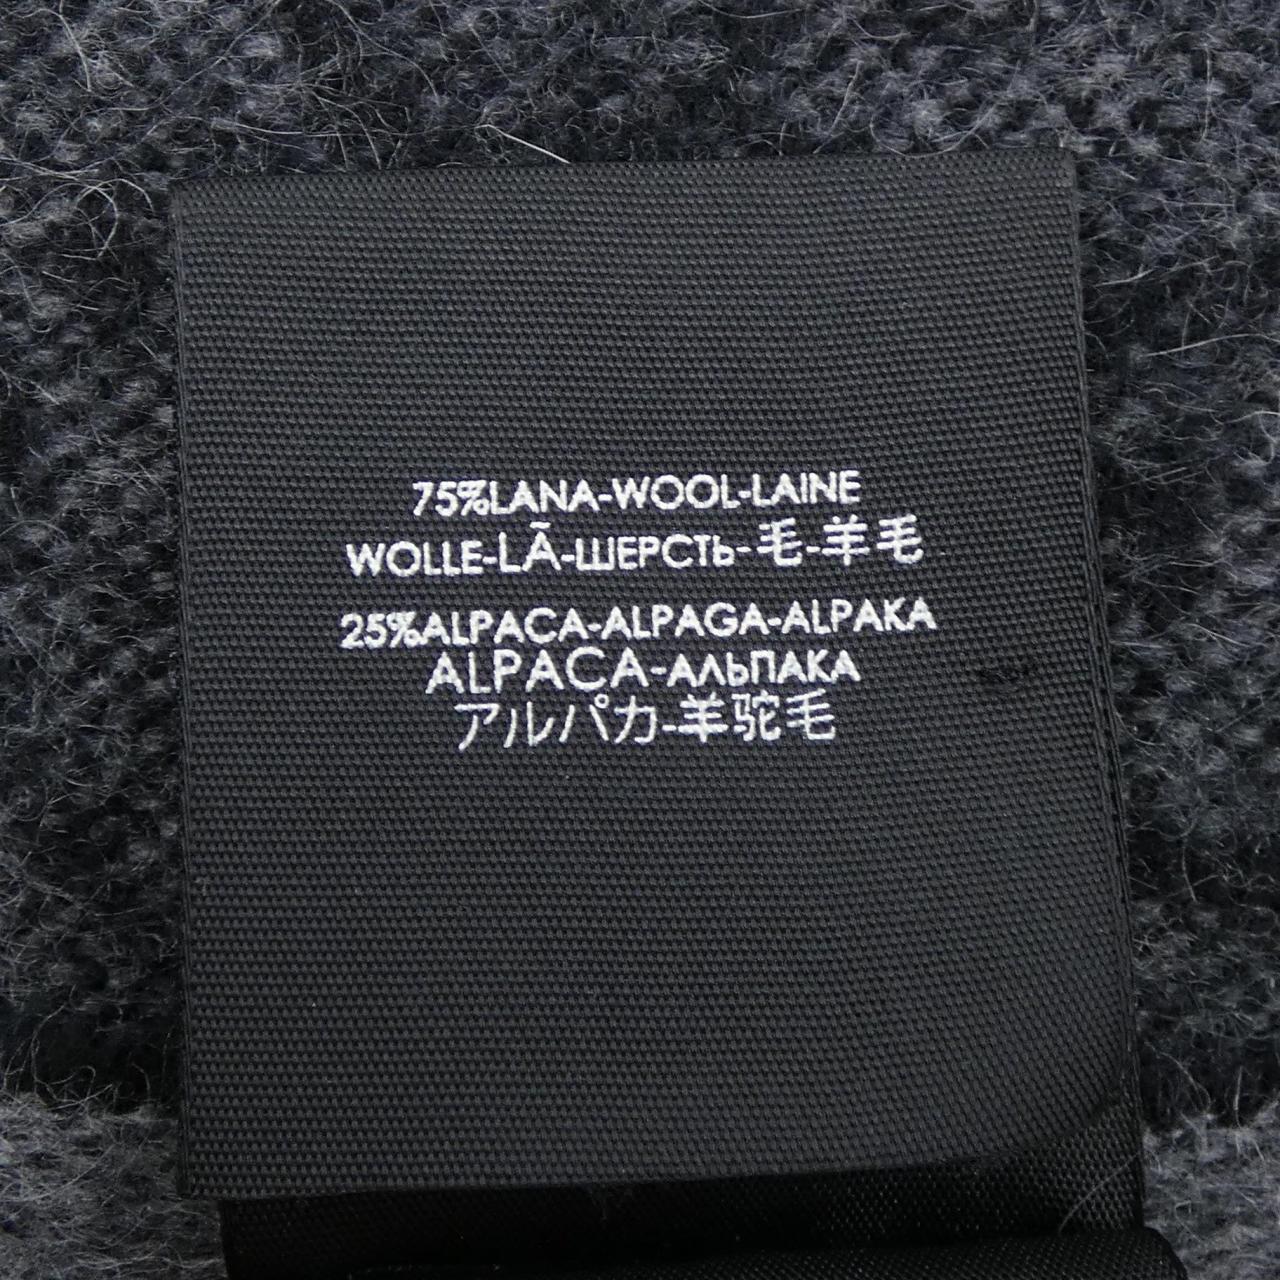 75%LANA-WOOL-LAINE
WOLLE-LÃ-ШЕРСТЬ-毛-羊毛
25%ALPACA-ALPAGA-ALPAKA
ALPACA-АЛЬПАКА
アルパカ-羊驼毛